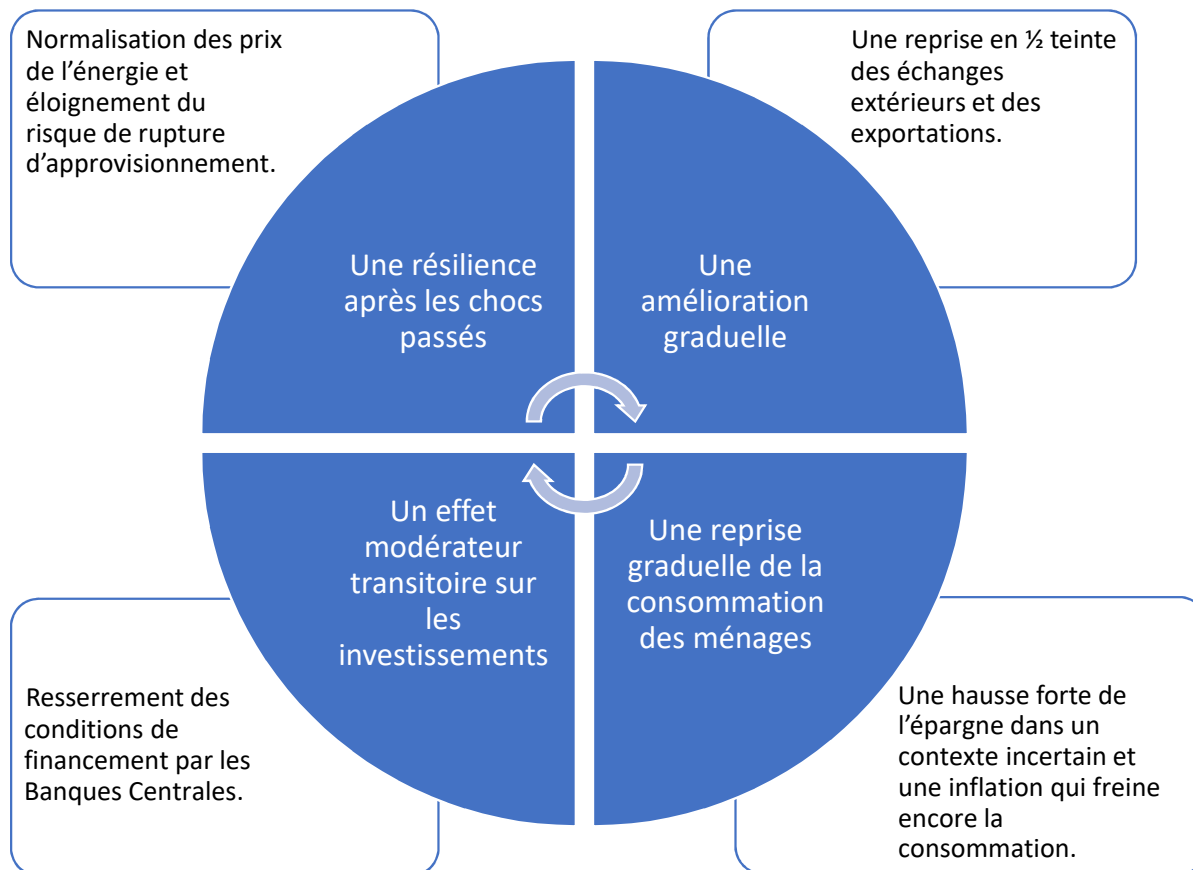 Normalisation des prix
de l’énergie et
éloignement du
risque de rupture
d’approvisionnement.
Une reprise en ½ teinte
des échanges
extérieurs et des
exportations.
Une résilience
après les chocs
passés
Une
amélioration
graduelle
Un effet
modérateur
transitoire sur
les
investissements
Une reprise
graduelle de la
consommation
des ménages
Resserrement des
conditions de
financement par les
Banques Centrales.
Une hausse forte de
l’épargne dans un
contexte incertain et
une inflation qui freine
encore la
consommation.